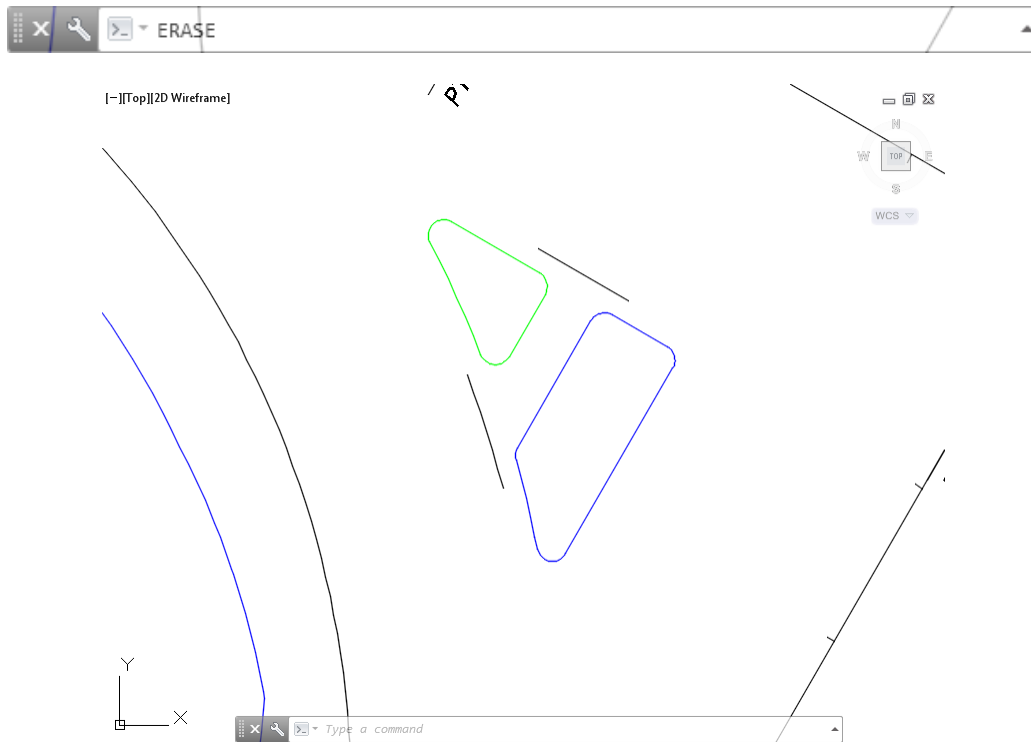 ERASE
[−][Top][2D Wireframe]
N
W TOP E
S
WCS
Y
X
Type a command